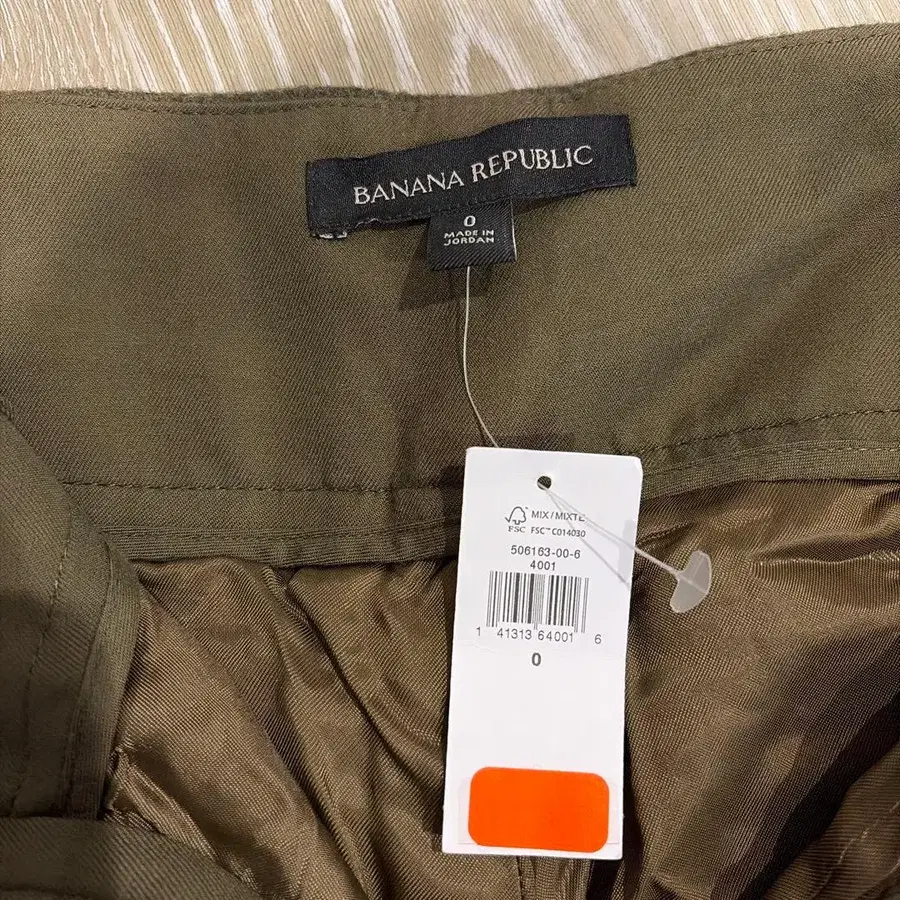 BANANA REPUBLIC
0
MADE IN
JORDAN
MIX / MIXTE
FSC FSC™ C014030
506163-00-6
4001
1 41313 64001 6
0